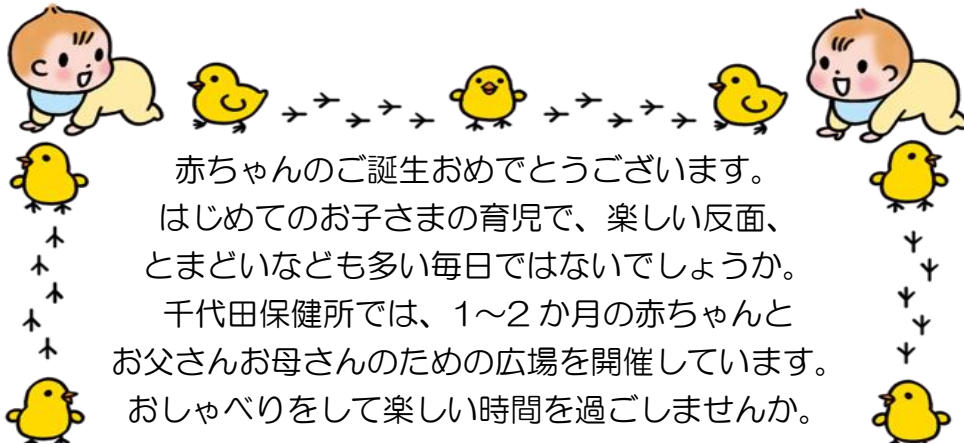 赤ちゃんのご誕生おめでとうございます。
はじめてのお子さまの育児で、楽しい反面、
とまどいなども多い毎日ではないでしょうか。
千代田保健所では、1～2か月の赤ちゃんと
お父さんお母さんのための広場を開催しています。
おしゃべりをして楽しい時間を過ごしませんか。